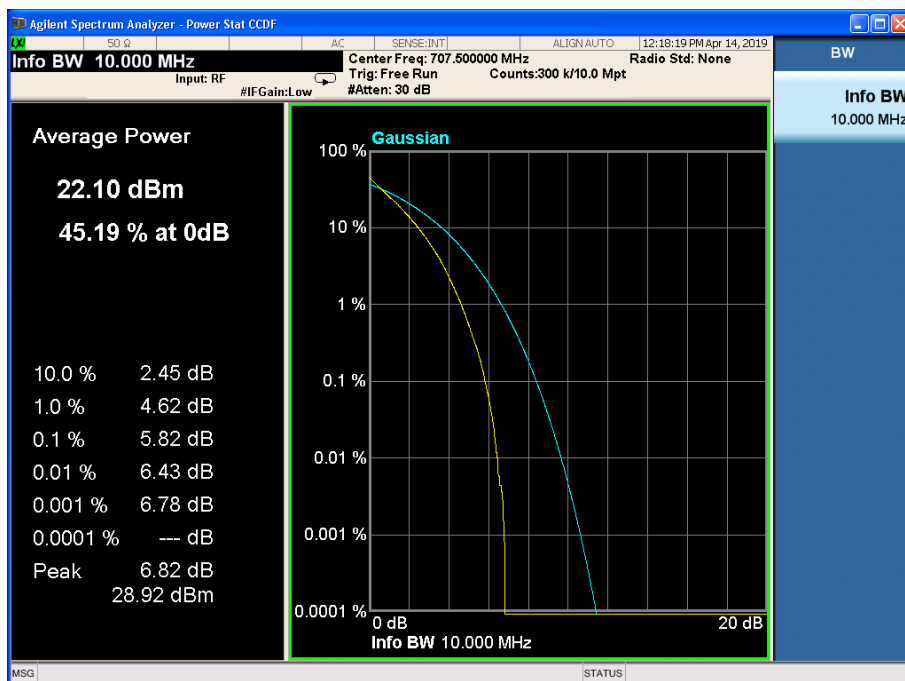 Agilent Spectrum Analyzer - Power Stat CCDF
LXI 50 Ω AC SENSE:INT ALIGN AUTO 12:18:19 PM Apr 14, 2019
Info BW 10.000 MHz
Center Freq: 707.500000 MHz Radio Std: None
Input: RF Trig: Free Run Counts:300 k/10.0 Mpt
#IFGain:Low #Atten: 30 dB
BW
Info BW
10.000 MHz
Average Power
22.10 dBm
45.19 % at 0dB
10.0 % 2.45 dB
1.0 % 4.62 dB
0.1 % 5.82 dB
0.01 % 6.43 dB
0.001 % 6.78 dB
0.0001 % --- dB
Peak 6.82 dB
28.92 dBm
Gaussian
100 %
10 %
1 %
0.1 %
0.01 %
0.001 %
0.0001 %
0 dB 20 dB
Info BW 10.000 MHz
MSG STATUS